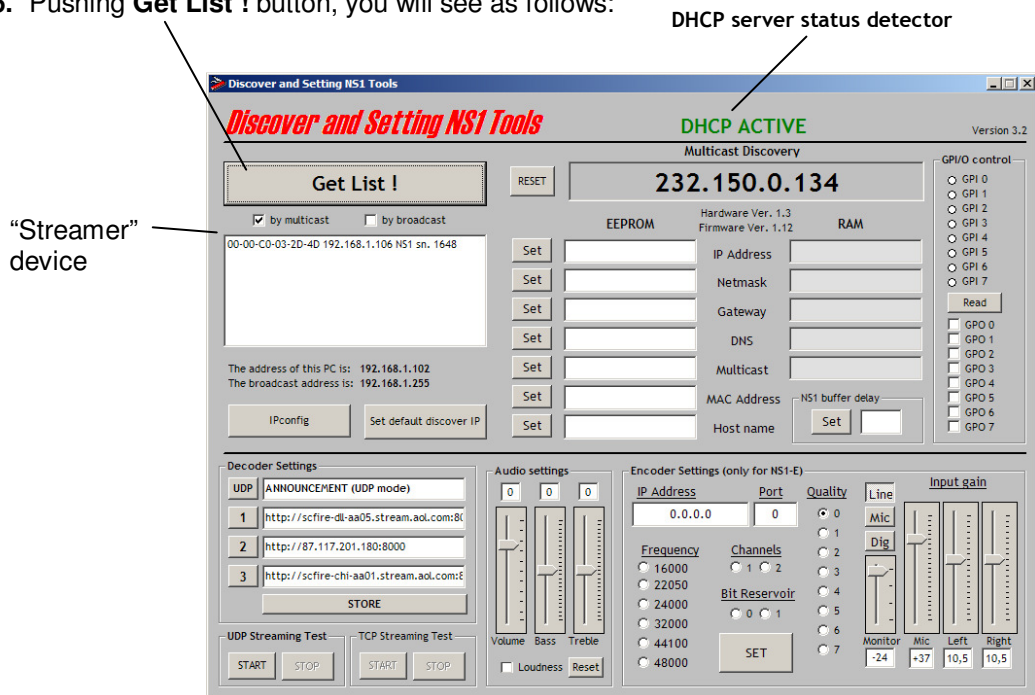 Pushing Get List ! button, you will see as follows:
DHCP server status detector
Discover and Setting NS1 Tools
Discover and Setting NS1 Tools
DHCP ACTIVE
Version 3.2
Multicast Discovery
Get List !
RESET
232.150.0.134
by multicast
by broadcast
"Streamer"
device
00-00-C0-03-2D-4D 192.168.1.106 NS1 sn. 1648
EEPROM
Hardware Ver. 1.3
Firmware Ver. 1.12
RAM
Set
IP Address
Set
Netmask
Set
Gateway
Set
DNS
Set
Multicast
Set
MAC Address
Set
Host name
NS1 buffer delay
Set
GPI/O control
GPI 0
GPI 1
GPI 2
GPI 3
GPI 4
GPI 5
GPI 6
GPI 7
Read
GPO 0
GPO 1
GPO 2
GPO 3
GPO 4
GPO 5
GPO 6
GPO 7
The address of this PC is: 192.168.1.102
The broadcast address is: 192.168.1.255
IPconfig
Set default discover IP
Decoder Settings
UDP
ANNOUNCEMENT (UDP mode)
1
http://scfire-dll-aa05.stream.aol.com:80
2
http://87.117.201.180:8000
3
http://scfire-chi-aa01.stream.aol.com:8
STORE
UDP Streaming Test
START
STOP
TCP Streaming Test
START
STOP
Audio settings
0
0
0
Volume
Bass
Treble
Loudness
Reset
Encoder Settings (only for NS1-E)
IP Address
Port
Quality
0.0.0.0
0
0
1
2
3
4
5
6
7
Frequency
16000
22050
24000
32000
44100
48000
Channels
1
2
Bit Reservoir
0
1
SET
Line
Mic
Dig
Input gain
Monitor
Mic
Left
Right
-24
+37
10,5
10,5